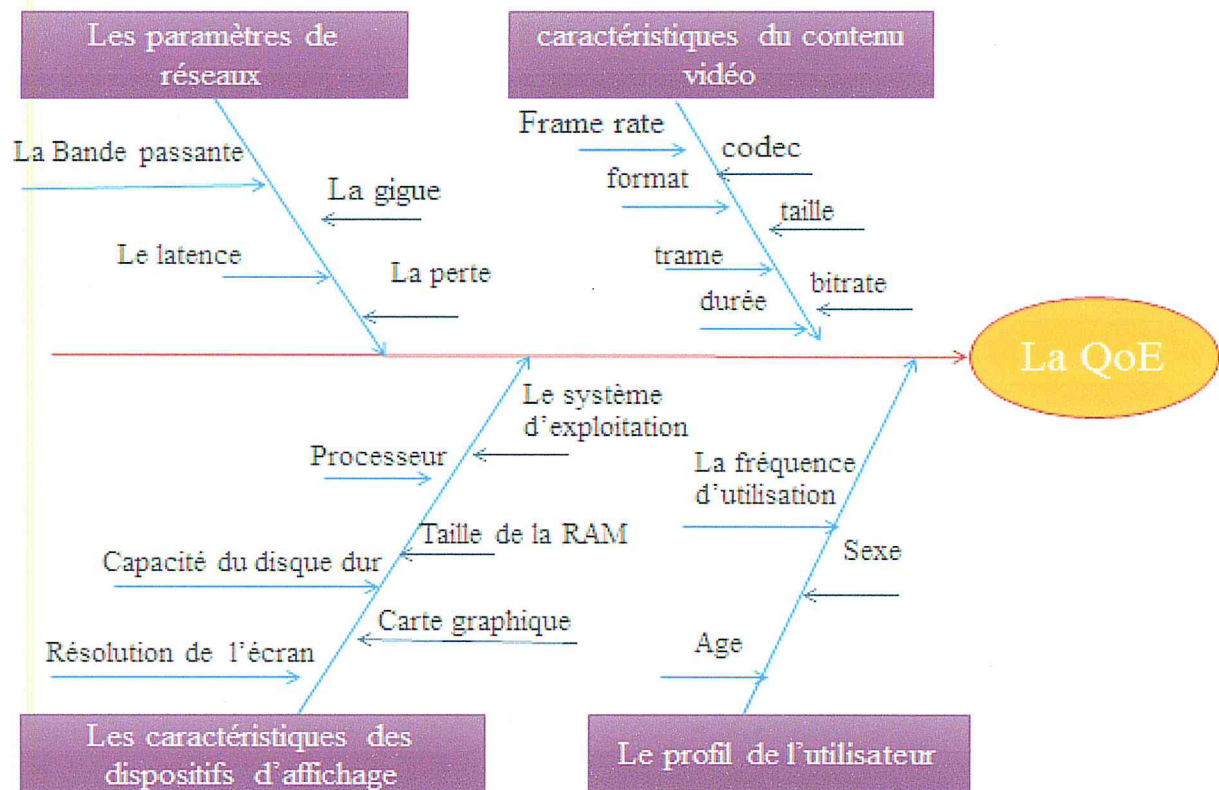 Les paramètres de
réseaux
caractéristiques du contenu
vidéo
Frame rate
codec
La Bande passante
format
La gigue
taille
Le latence
trame
La perte
durée
bitrate
La QoE
Le système
d'exploitation
Processeur
La fréquence
d'utilisation
Taille de la RAM
Sexe
Capacité du disque dur
Carte graphique
Age
Résolution de l'écran
Les caractéristiques des
dispositifs d'affichage
Le profil de l'utilisateur